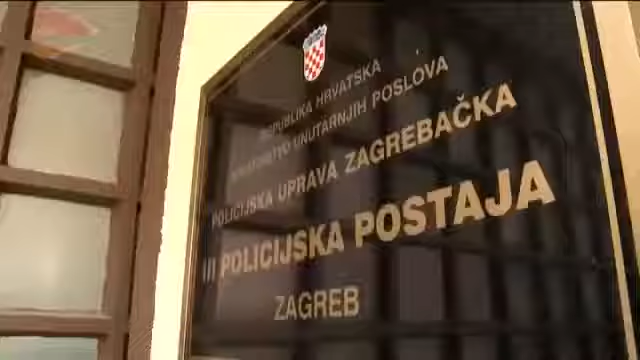 REPUBLIKA HRVATSKA
MINISTARSTVO UNUTARNJIH POSLOVA
POLICIJSKA UPRAVA ZAGREBAČKA
III POLICIJSKA POSTAJA
ZAGREB